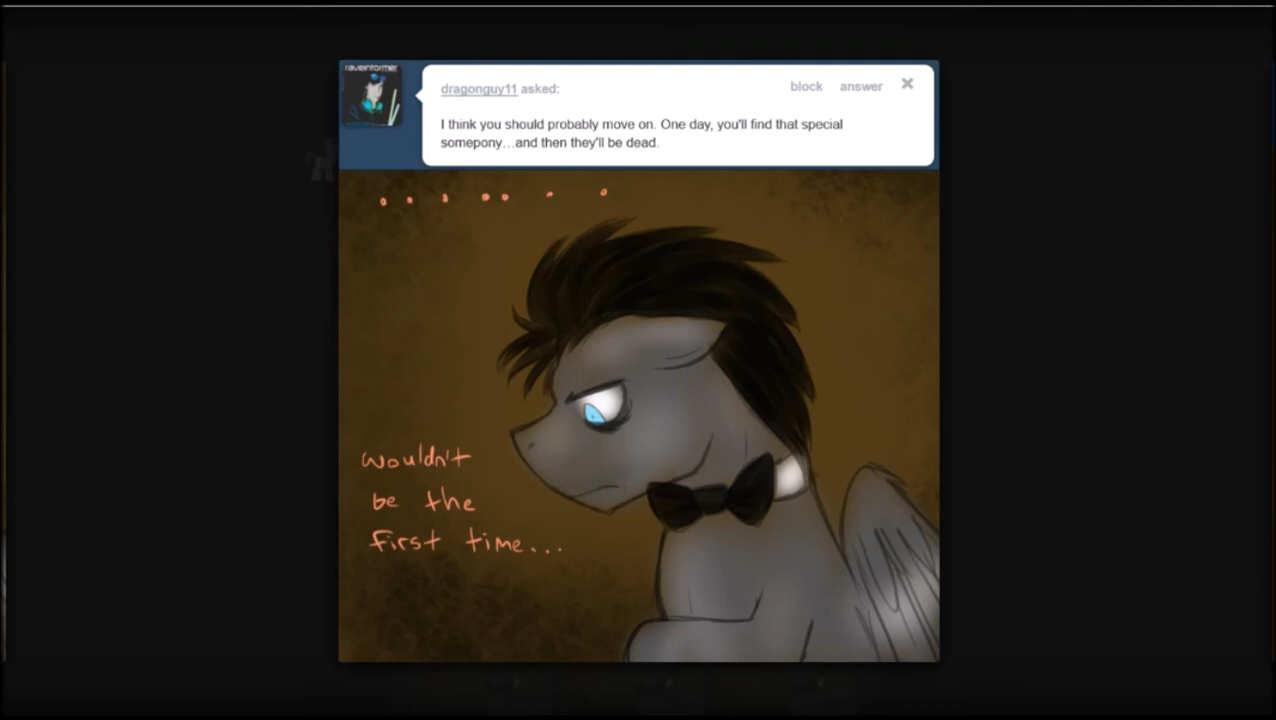 raveinformer
dragonguy11 asked:
block answer
I think you should probably move on. One day, you'll find that special
somepony...and then they'll be dead.
wouldn't
be the
first time...